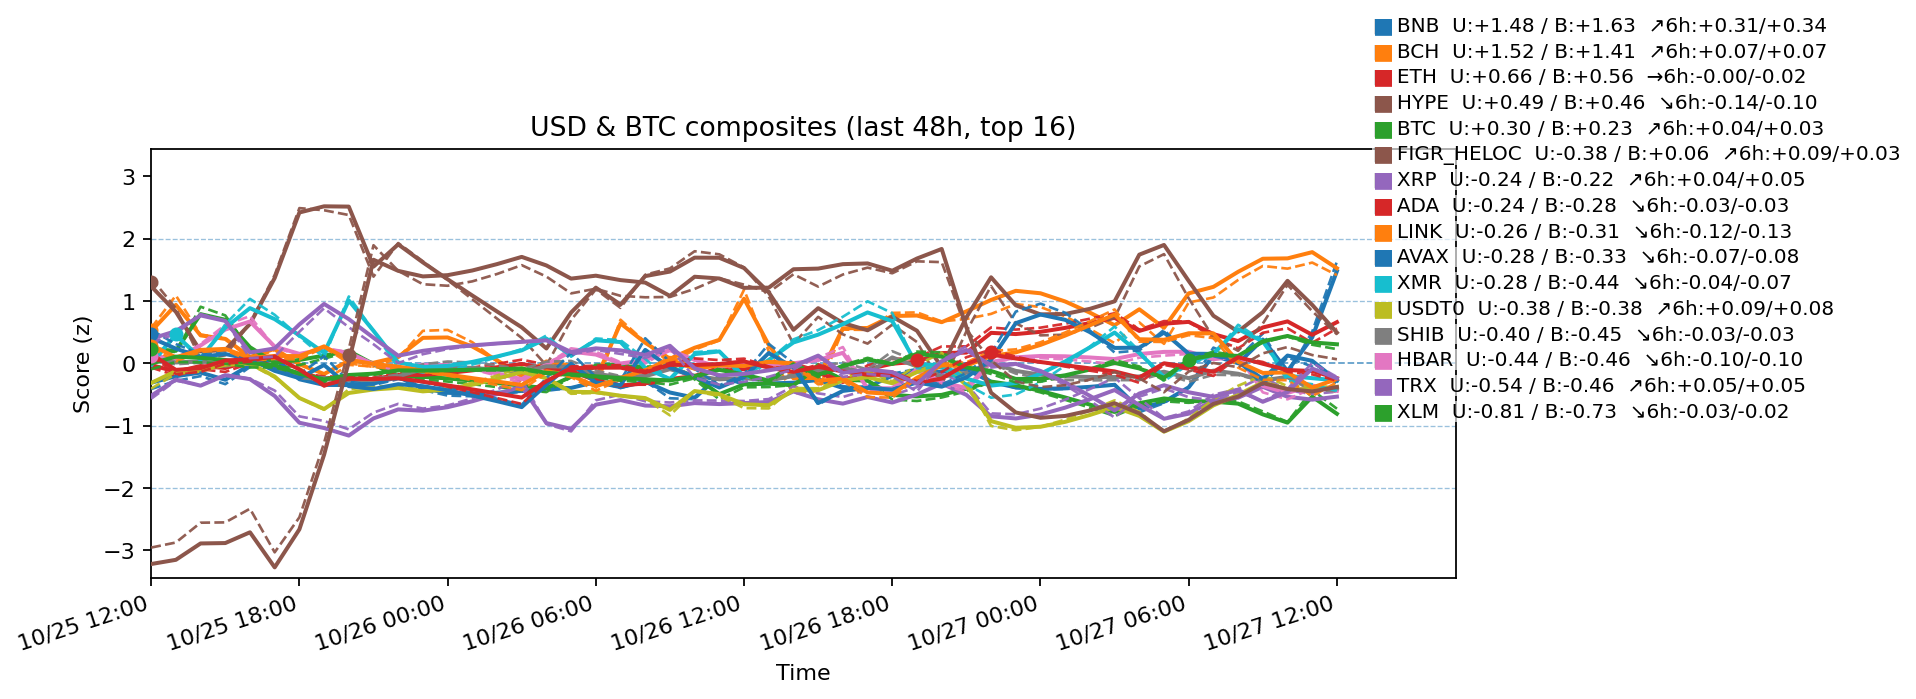 BNB U:+1.48 / B:+1.63 ↗6h:+0.31/+0.34
BCH U:+1.52 / B:+1.41 ↗6h:+0.07/+0.07
ETH U:+0.66 / B:+0.56 →6h:-0.00/-0.02
HYPE U:+0.49 / B:+0.46 ↘6h:-0.14/-0.10
BTC U:+0.30 / B:+0.23 ↗6h:+0.04/+0.03
FIGR_HELOC U:-0.38 / B:+0.06 ↗6h:+0.09/+0.03
XRP U:-0.24 / B:-0.22 ↗6h:+0.04/+0.05
ADA U:-0.24 / B:-0.28 ↘6h:-0.03/-0.03
LINK U:-0.26 / B:-0.31 ↘6h:-0.12/-0.13
AVAX U:-0.28 / B:-0.33 ↘6h:-0.07/-0.08
XMR U:-0.28 / B:-0.44 ↘6h:-0.04/-0.07
USDT0 U:-0.38 / B:-0.38 ↗6h:+0.09/+0.08
SHIB U:-0.40 / B:-0.45 ↘6h:-0.03/-0.03
HBAR U:-0.44 / B:-0.46 ↘6h:-0.10/-0.10
TRX U:-0.54 / B:-0.46 ↗6h:+0.05/+0.05
XLM U:-0.81 / B:-0.73 ↘6h:-0.03/-0.02
USD & BTC composites (last 48h, top 16)
Score (z)
3
2
1
0
−1
−2
−3
10/25 12:00
10/25 18:00
10/26 00:00
10/26 06:00
10/26 12:00
10/26 18:00
10/27 00:00
10/27 06:00
10/27 12:00
Time